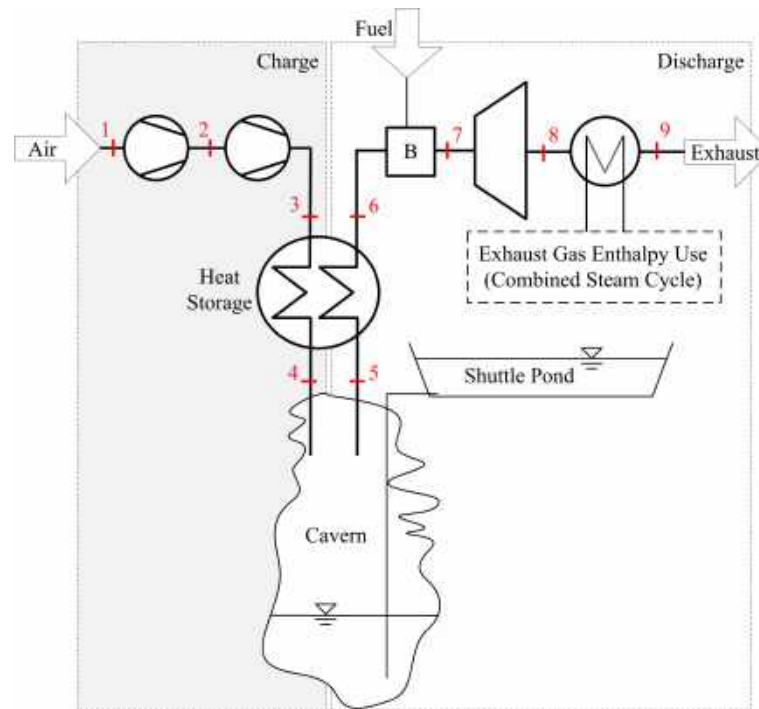 Fuel
Charge
Discharge
1
2
7
8
9
Air
B
Exhaust
3
6
Heat
Storage
Exhaust Gas Enthalpy Use
(Combined Steam Cycle)
4
5
Shuttle Pond
Cavern